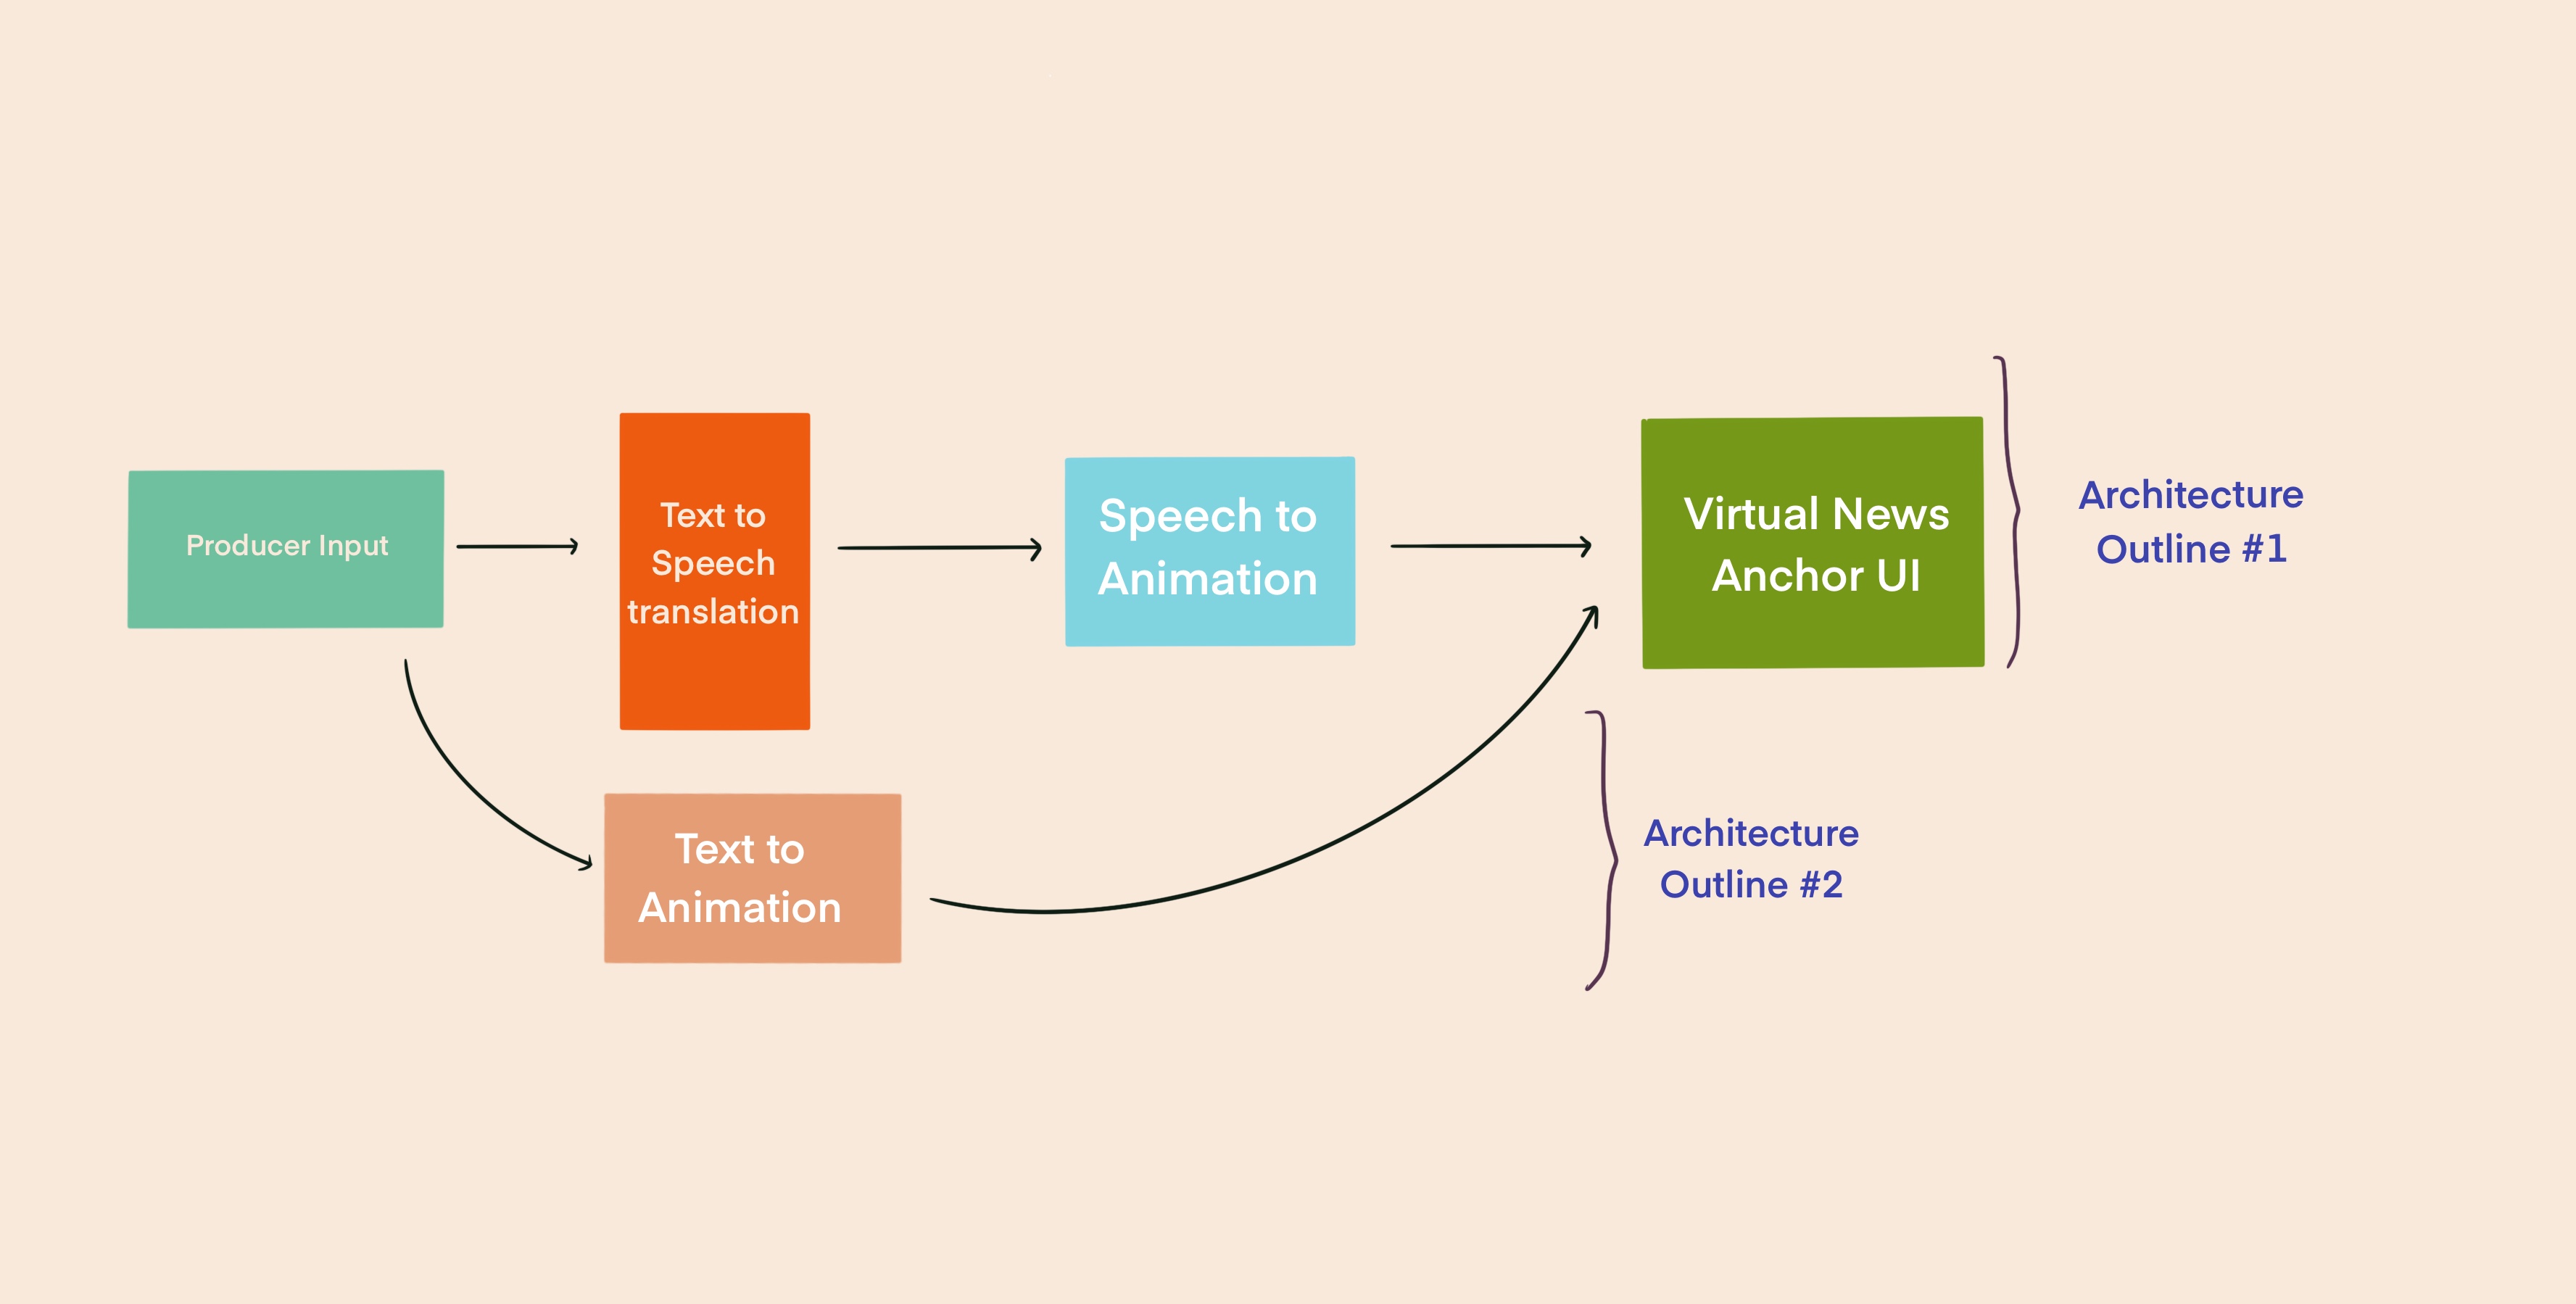 Producer Input
Text to
Speech
translation
Speech to
Animation
Virtual News
Anchor UI
Architecture
Outline #1
Text to
Animation
Architecture
Outline #2